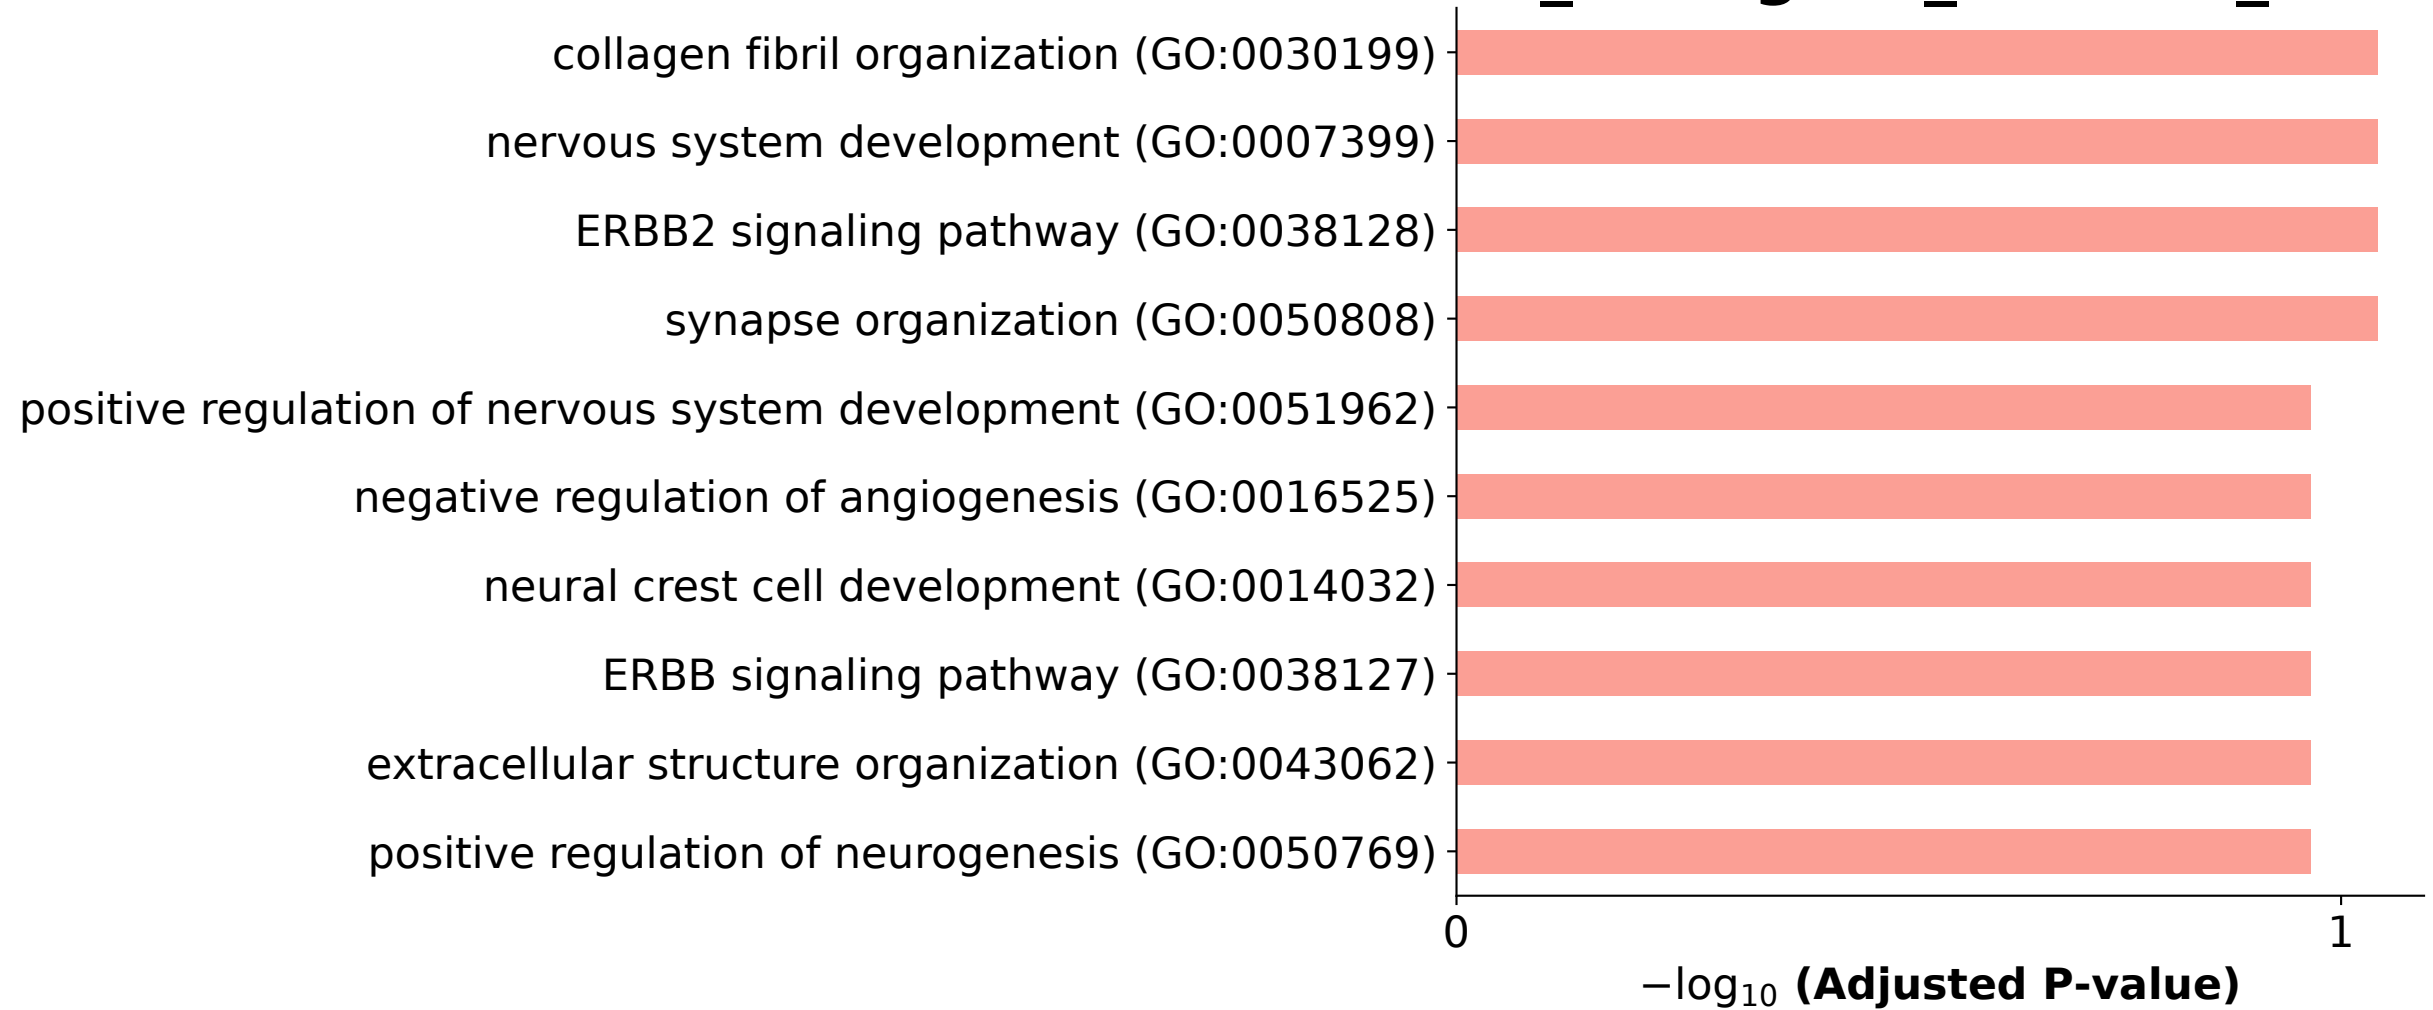 collagen fibril organization (GO:0030199)
nervous system development (GO:0007399)
ERBB2 signaling pathway (GO:0038128)
synapse organization (GO:0050808)
positive regulation of nervous system development (GO:0051962)
negative regulation of angiogenesis (GO:0016525)
neural crest cell development (GO:0014032)
ERBB signaling pathway (GO:0038127)
extracellular structure organization (GO:0043062)
positive regulation of neurogenesis (GO:0050769)
0 1
−log₁₀ (Adjusted P-value)